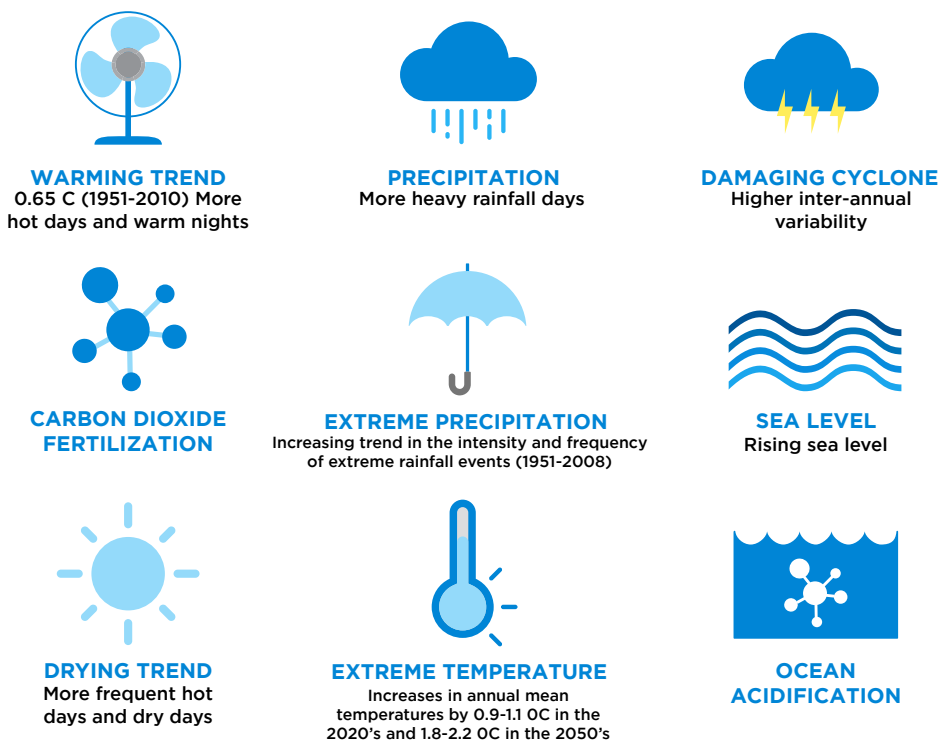 WARMING TREND
0.65 C (1951-2010) More
hot days and warm nights
PRECIPITATION
More heavy rainfall days
DAMAGING CYCLONE
Higher inter-annual
variability
CARBON DIOXIDE
FERTILIZATION
EXTREME PRECIPITATION
Increasing trend in the intensity and frequency
of extreme rainfall events (1951-2008)
SEA LEVEL
Rising sea level
DRYING TREND
More frequent hot
days and dry days
EXTREME TEMPERATURE
Increases in annual mean
temperatures by 0.9-1.1 0C in the
2020's and 1.8-2.2 0C in the 2050's
OCEAN
ACIDIFICATION